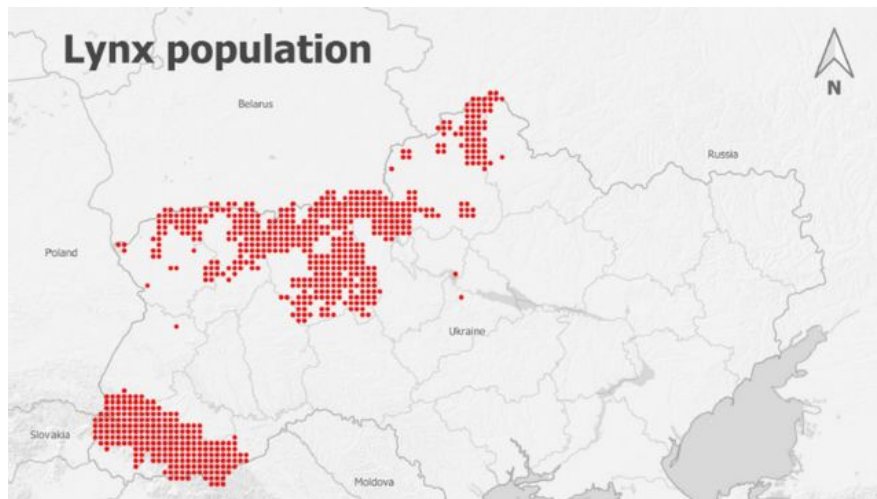 Lynx population
N
Belarus
Russia
Poland
Ukraine
Slovakia
Moldova